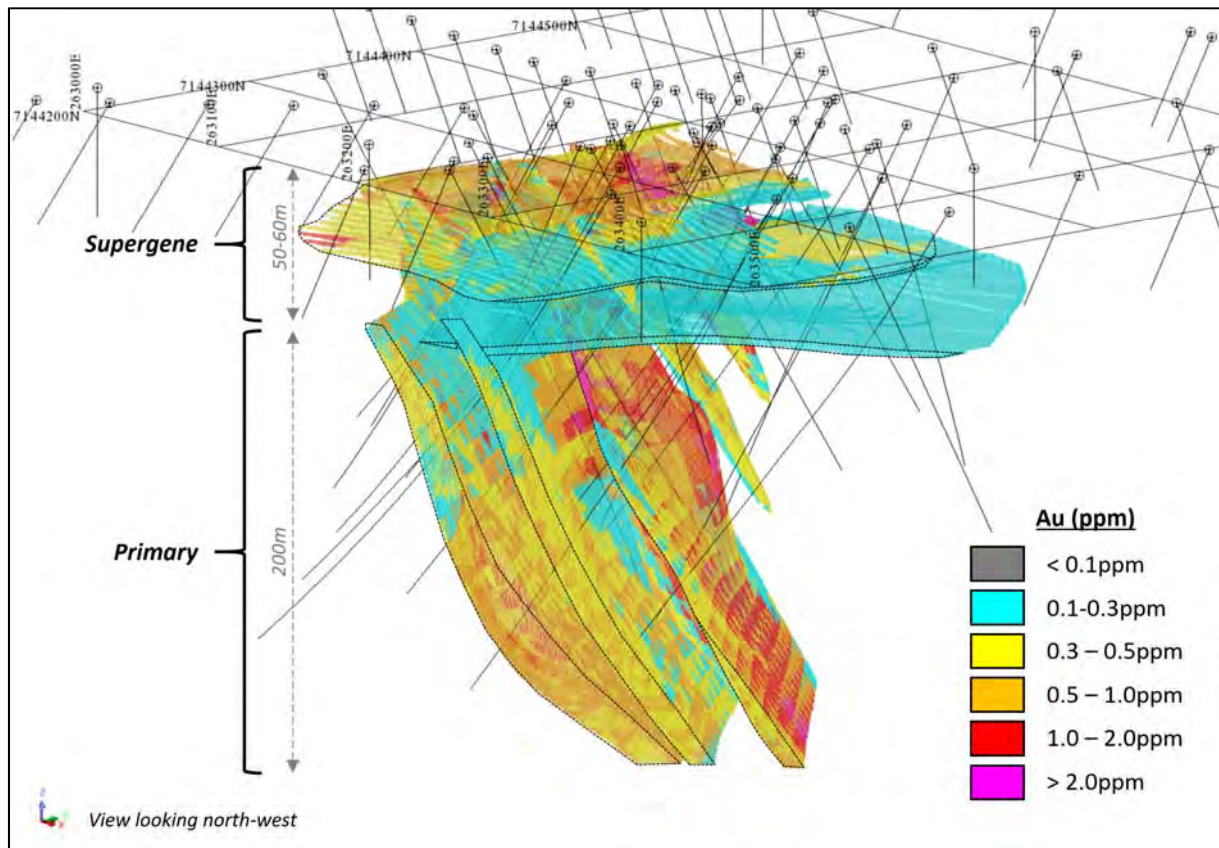 7144500N
7144400N
7144300N
7144200N
263000E
263100E
263200E
263300E
263400E
263500E
Supergene
50-60m
Primary
200m
Au (ppm)
< 0.1ppm
0.1-0.3ppm
0.3 – 0.5ppm
0.5 – 1.0ppm
1.0 – 2.0ppm
> 2.0ppm
View looking north-west